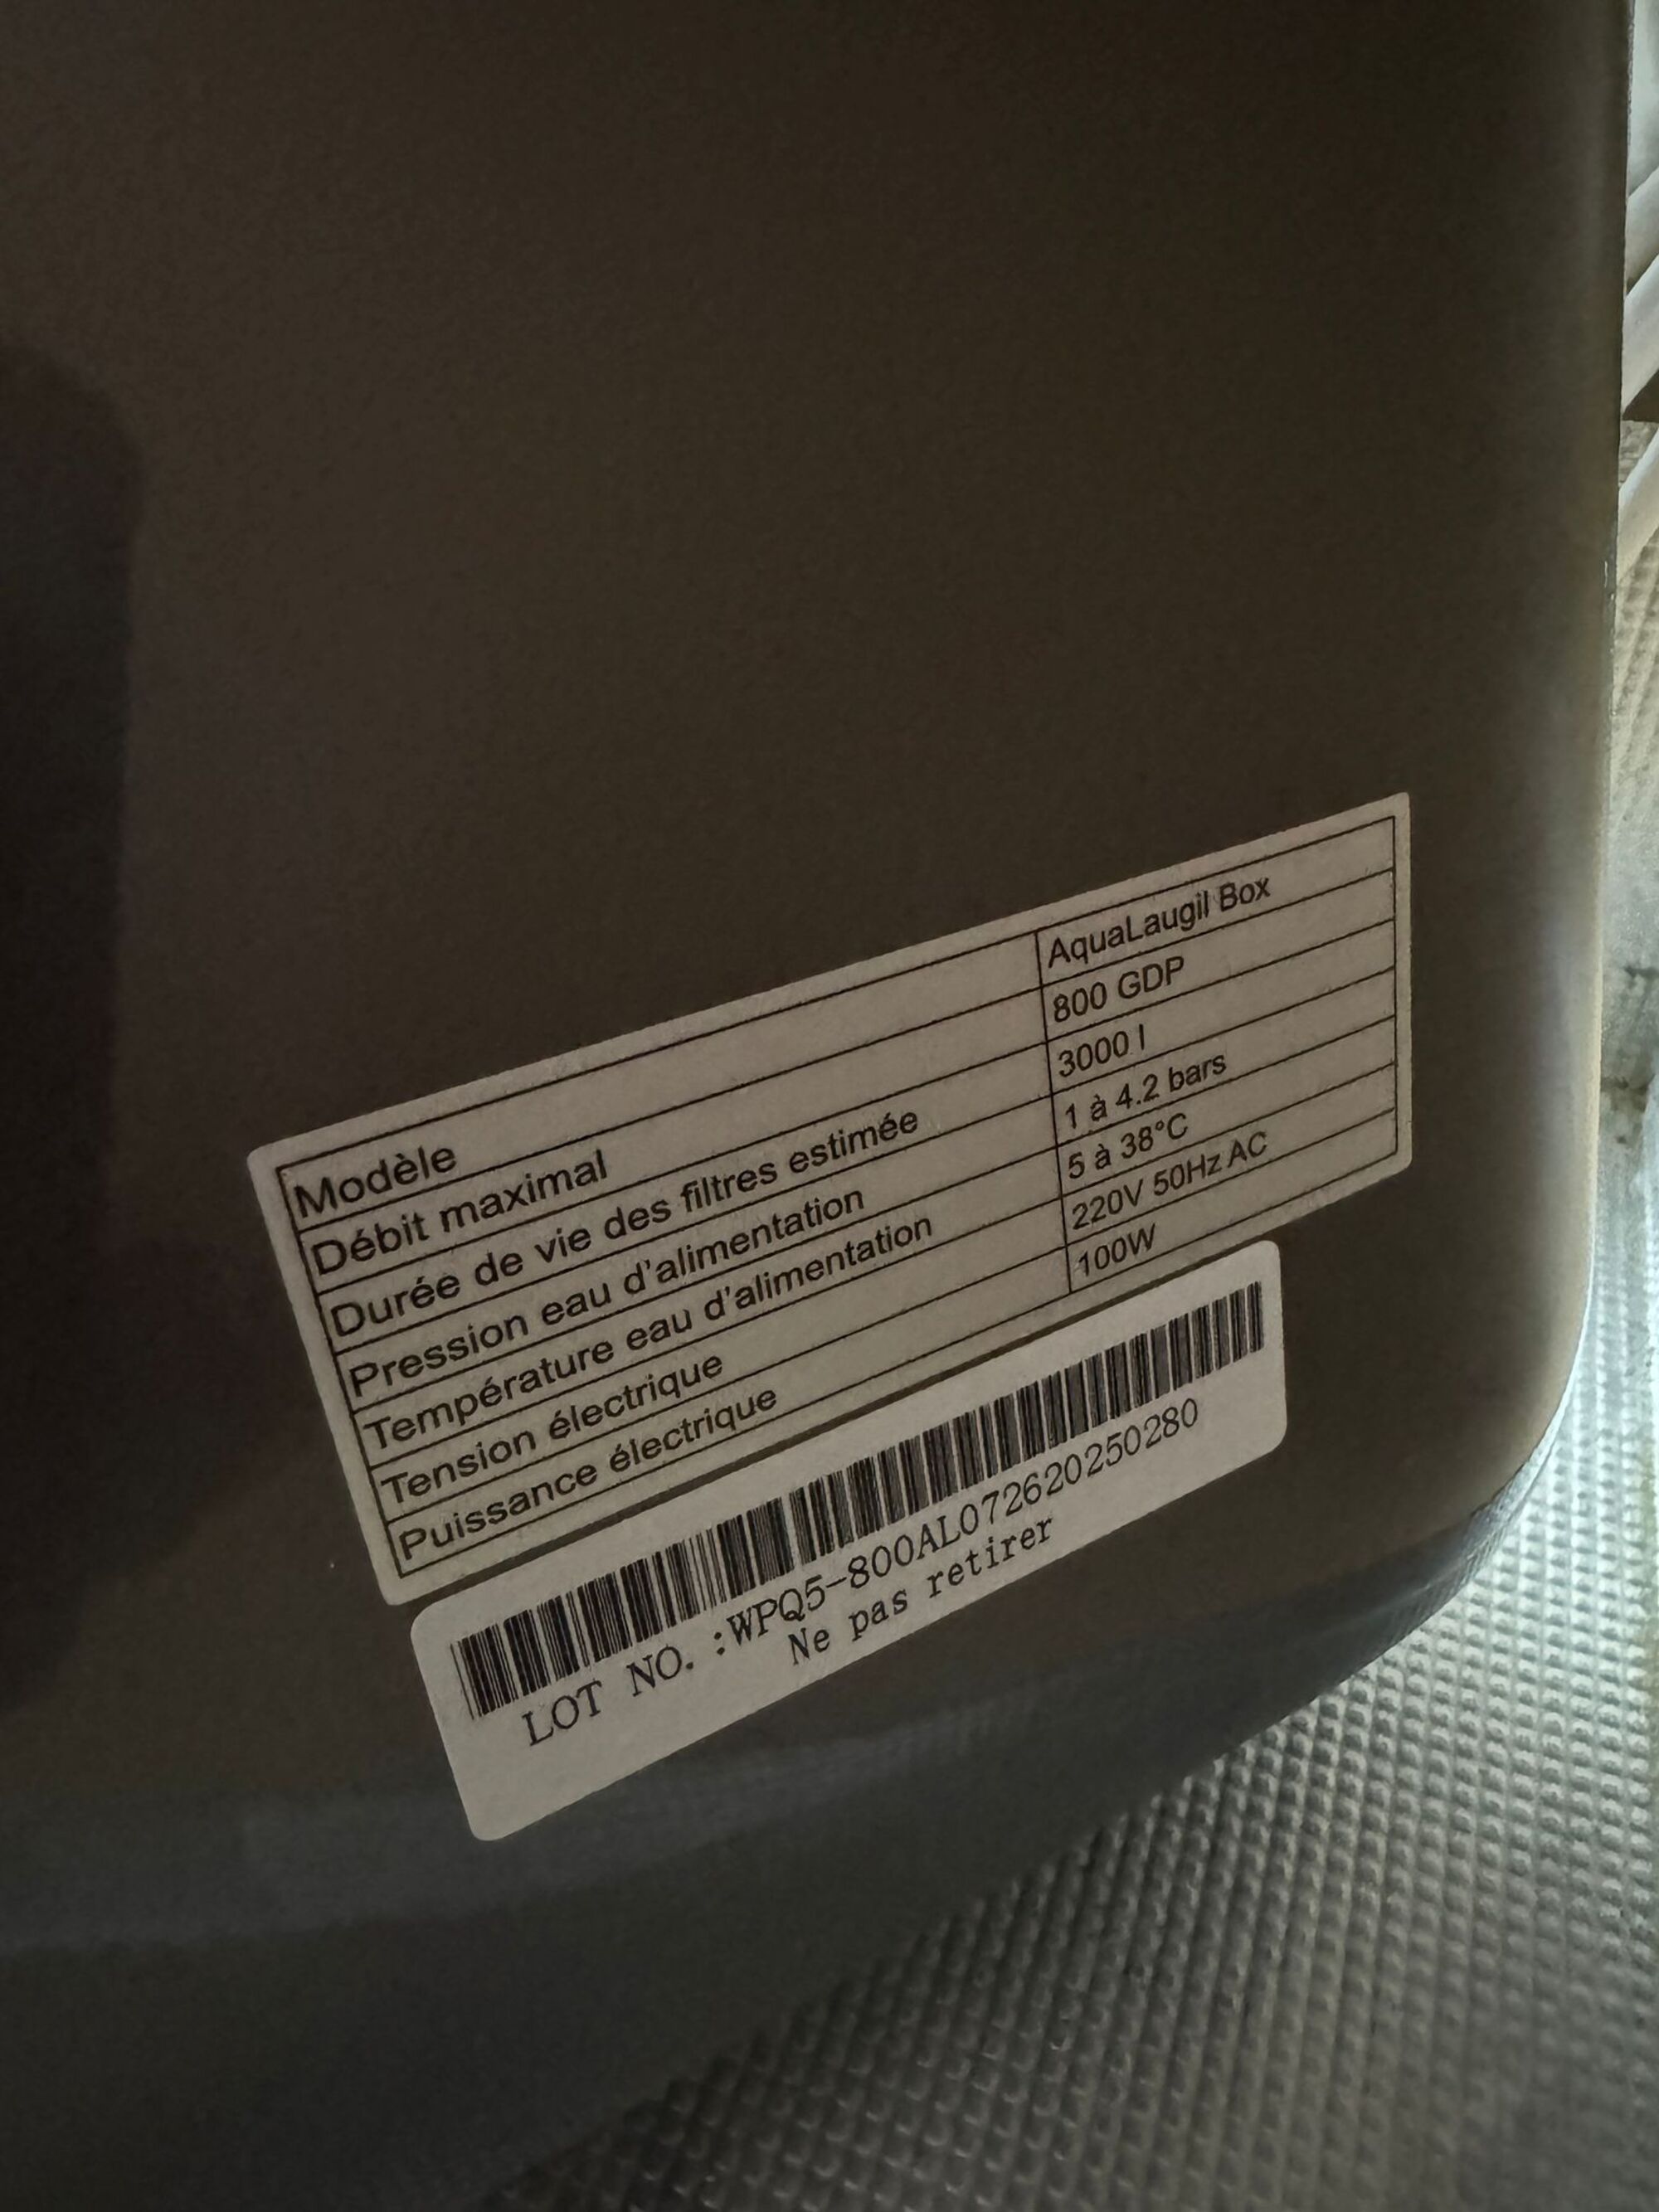 Modèle AquaLaugil Box
Débit maximal 800 GDP
Durée de vie des filtres estimée 3000 l
Pression eau d'alimentation 1 à 4.2 bars
Température eau d'alimentation 5 à 38°C
Tension électrique 220V 50Hz AC
Puissance électrique 100W
LOT NO. :WPQ5-800AL072620250280
Ne pas retirer